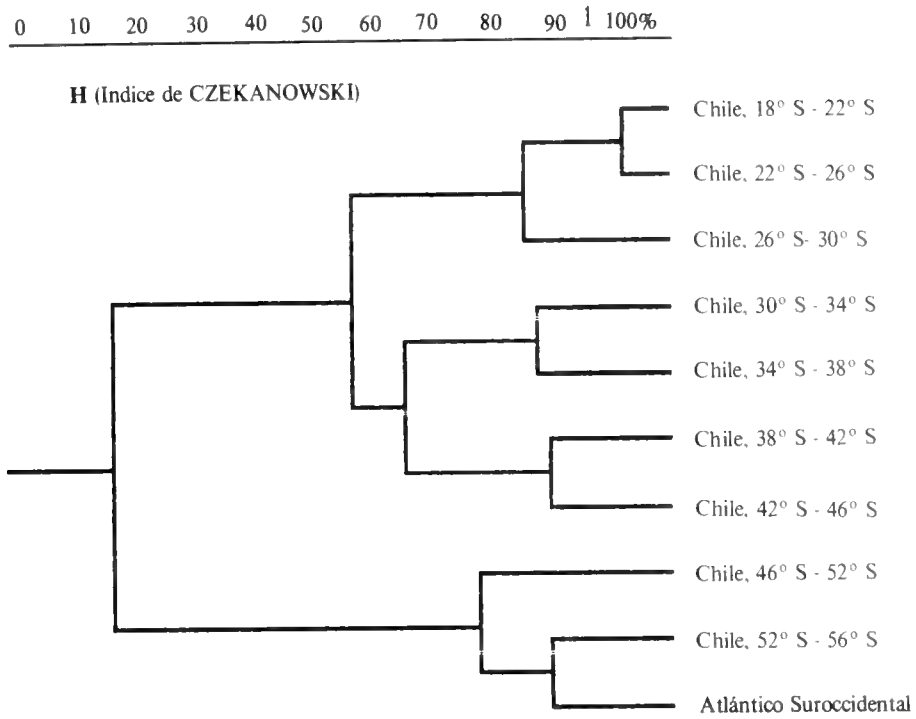 0 10 20 30 40 50 60 70 80 90 100%
H (Indice de CZEKANOWSKI)
Chile, 18° S - 22° S
Chile, 22° S - 26° S
Chile, 26° S- 30° S
Chile, 30° S - 34° S
Chile, 34° S - 38° S
Chile, 38° S - 42° S
Chile, 42° S - 46° S
Chile, 46° S - 52° S
Chile, 52° S - 56° S
Atlántico Suroccidental